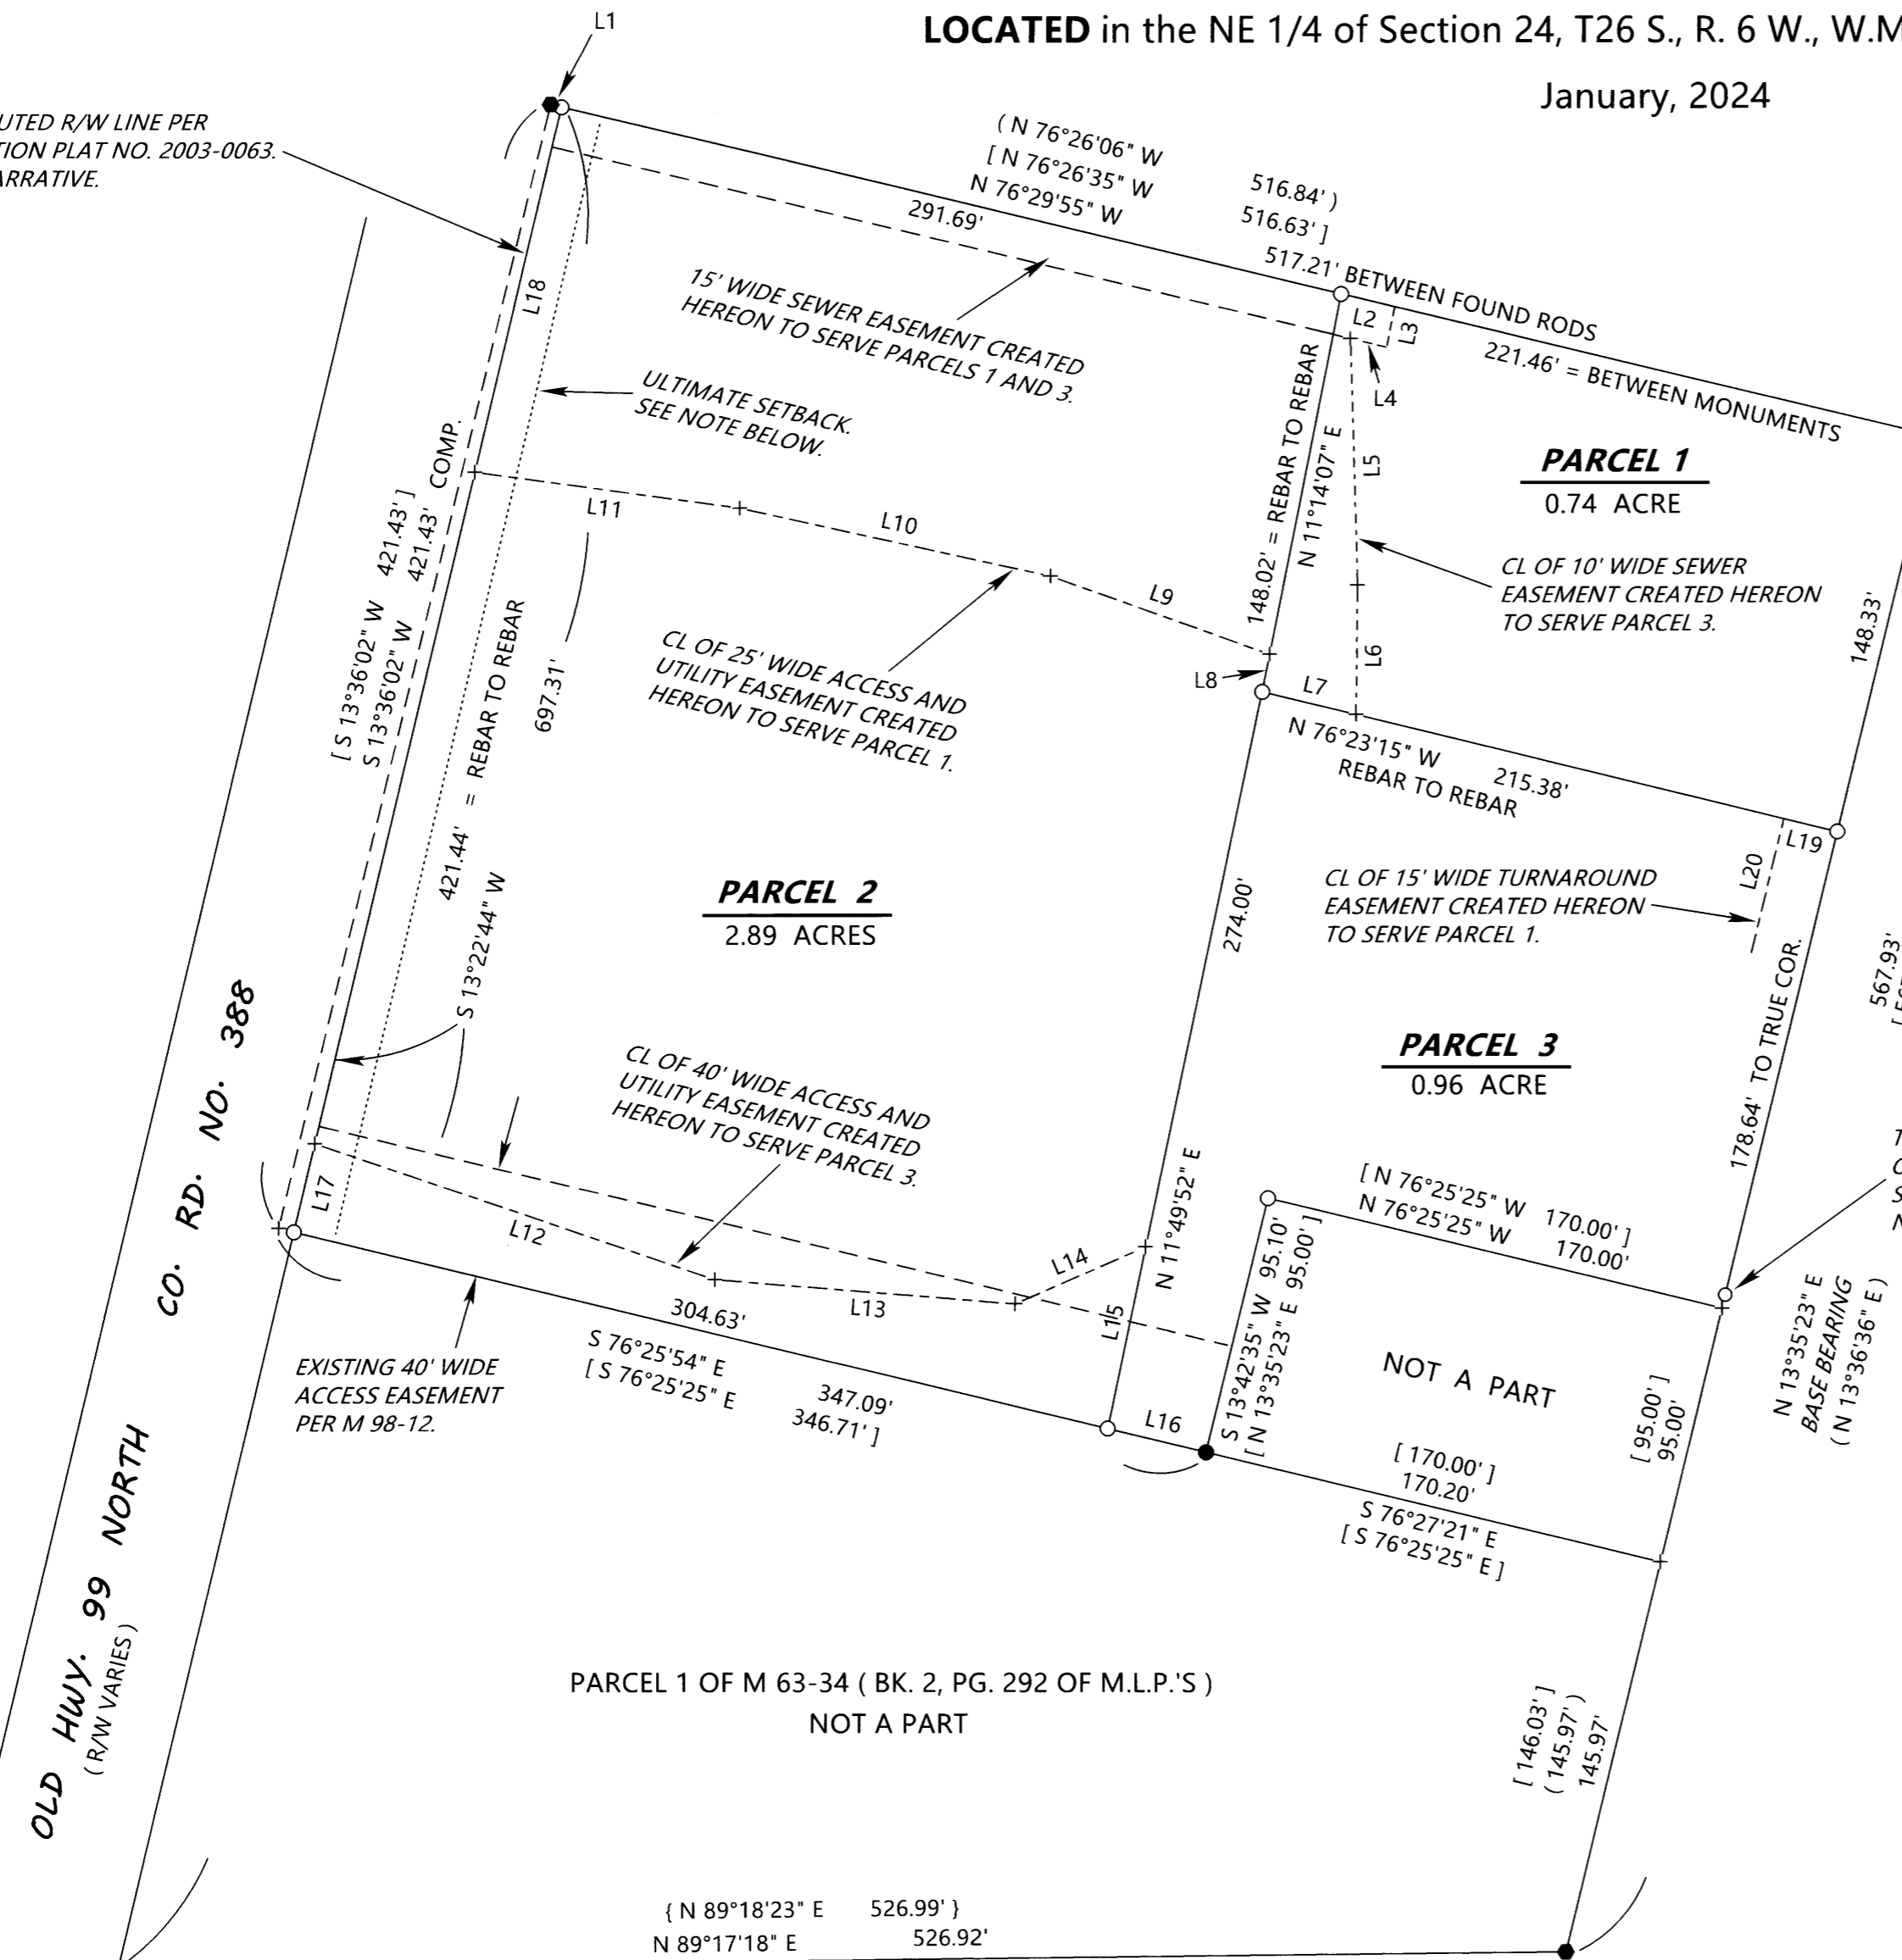 LOCATED in the NE 1/4 of Section 24, T26 S., R. 6 W., W.M
January, 2024
L1
UTED R/W LINE PER
TION PLAT NO. 2003-0063.
ARRATIVE.
( N 76°26'06" W 516.84' )
[ N 76°26'35" W 516.63' ]
N 76°29'55" W 517.21' BETWEEN FOUND RODS
291.69'
221.46' = BETWEEN MONUMENTS
15' WIDE SEWER EASEMENT CREATED
HEREON TO SERVE PARCELS 1 AND 3.
L18
L2
L3
L4
ULTIMATE SETBACK.
SEE NOTE BELOW.
148.02' = REBAR TO REBAR
N 11°14'07" E
L5
PARCEL 1
0.74 ACRE
CL OF 10' WIDE SEWER
EASEMENT CREATED HEREON
TO SERVE PARCEL 3.
L11
L10
L9
L6
L8
L7
148.33'
[ S 13°36'02" W 421.43' ]
S 13°36'02" W 421.43' COMP.
421.44' = REBAR TO REBAR
697.31'
CL OF 25' WIDE ACCESS AND
UTILITY EASEMENT CREATED
HEREON TO SERVE PARCEL 1.
N 76°23'15" W 215.38'
REBAR TO REBAR
L19
L20
PARCEL 2
2.89 ACRES
274.00'
CL OF 15' WIDE TURNAROUND
EASEMENT CREATED HEREON
TO SERVE PARCEL 1.
S 13°22'44" W
178.64' TO TRUE COR.
567.93'
CO. RD. NO. 388
PARCEL 3
0.96 ACRE
CL OF 40' WIDE ACCESS AND
UTILITY EASEMENT CREATED
HEREON TO SERVE PARCEL 3.
L17
L12
L13
L14
L15
N 11°49'52" E
[ N 76°25'25" W 170.00' ]
N 76°25'25" W 170.00'
S 13°42'35" W 95.10'
[ N 13°35'23" E 95.00' ]
N 13°35'23" E
BASE BEARING
( N 13°36'36" E )
304.63'
S 76°25'54" E 347.09'
[ S 76°25'25" E 346.71' ]
EXISTING 40' WIDE
ACCESS EASEMENT
PER M 98-12.
L16
NOT A PART
[ 95.00' ]
95.00'
[ 170.00' ]
170.20'
S 76°27'21" E
[ S 76°25'25" E ]
OLD HWY. 99 NORTH
( R/W VARIES )
PARCEL 1 OF M 63-34 ( BK. 2, PG. 292 OF M.L.P.'S )
NOT A PART
[ 146.03' ]
( 145.97' )
145.97'
{ N 89°18'23" E 526.99' }
N 89°17'18" E 526.92'